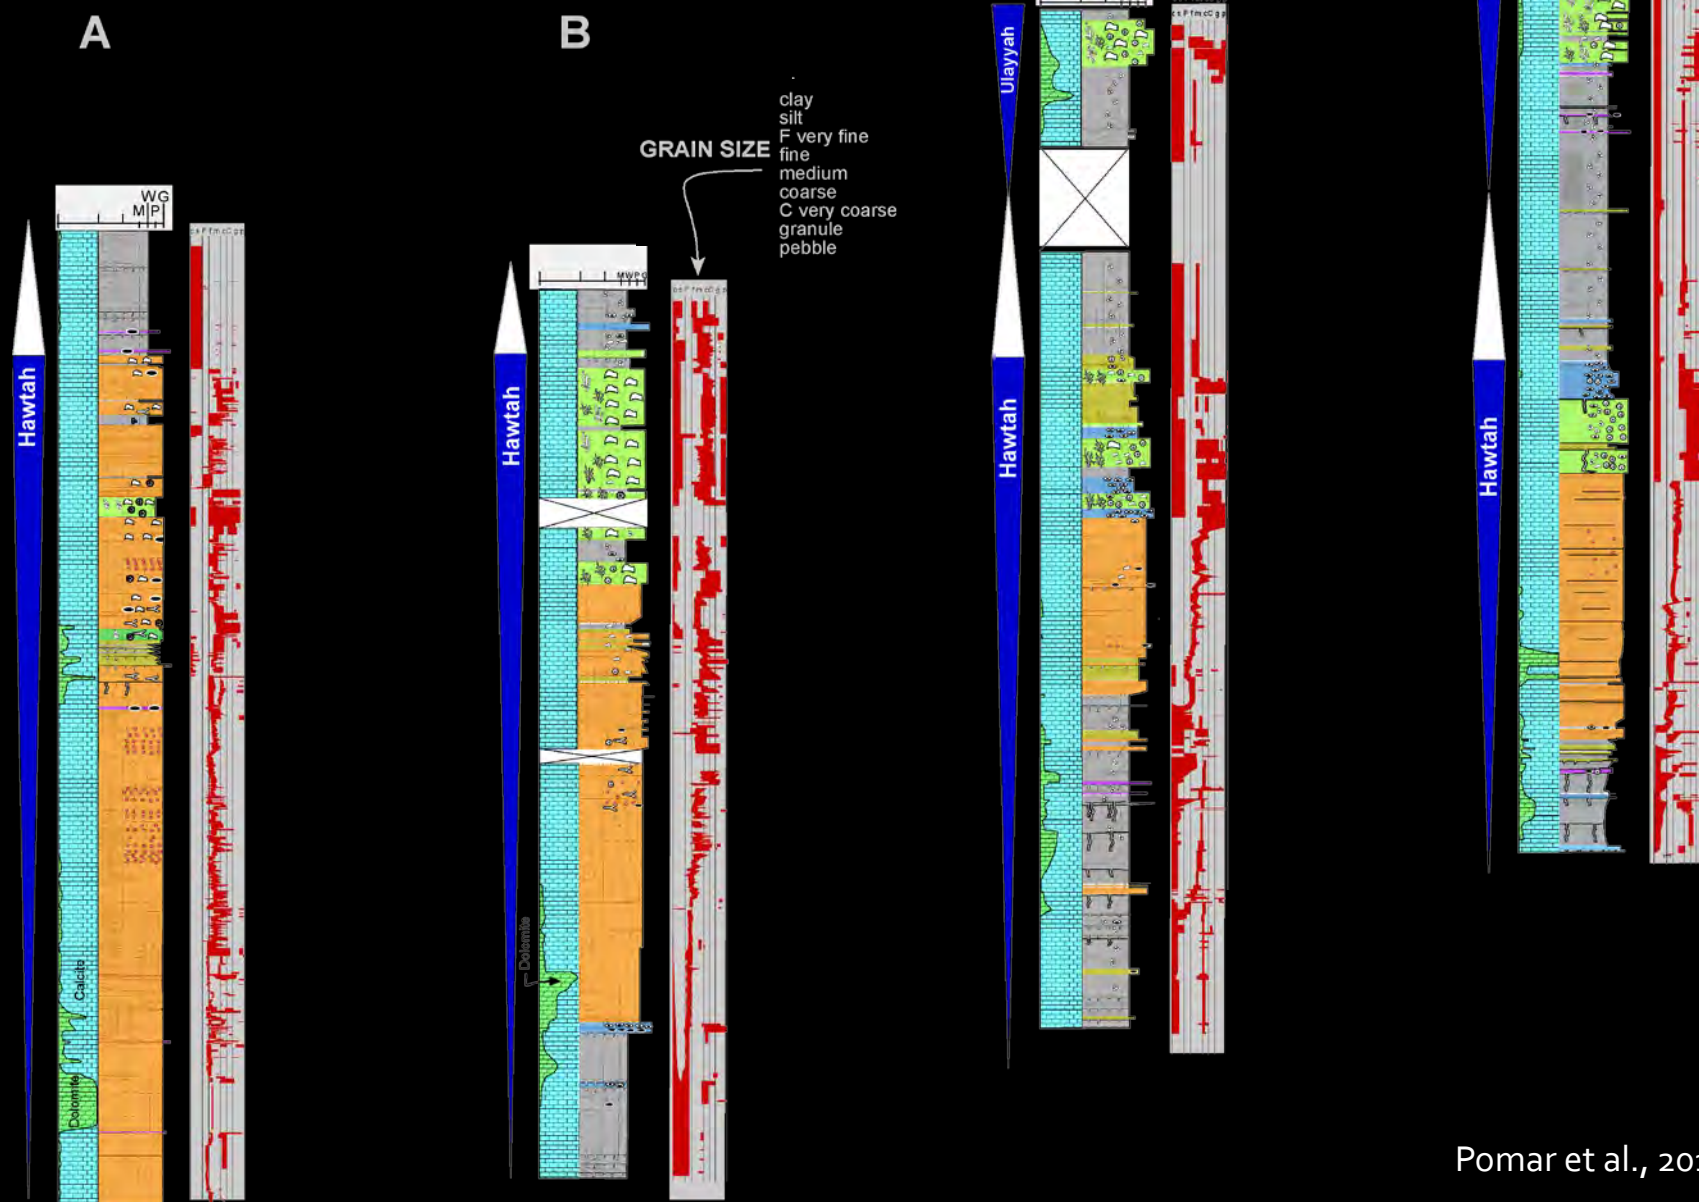 A
B
clay
silt
F very fine
GRAIN SIZE
fine
medium
coarse
C very coarse
granule
pebble
Ulayyah
WG
M P
c s F f m c C g p
MWPG
c s F f m c C g p
c s F f m c C g p
Hawtah
Hawtah
Hawtah
Hawtah
Calcite
Dolomite
Dolomite
Pomar et al.,